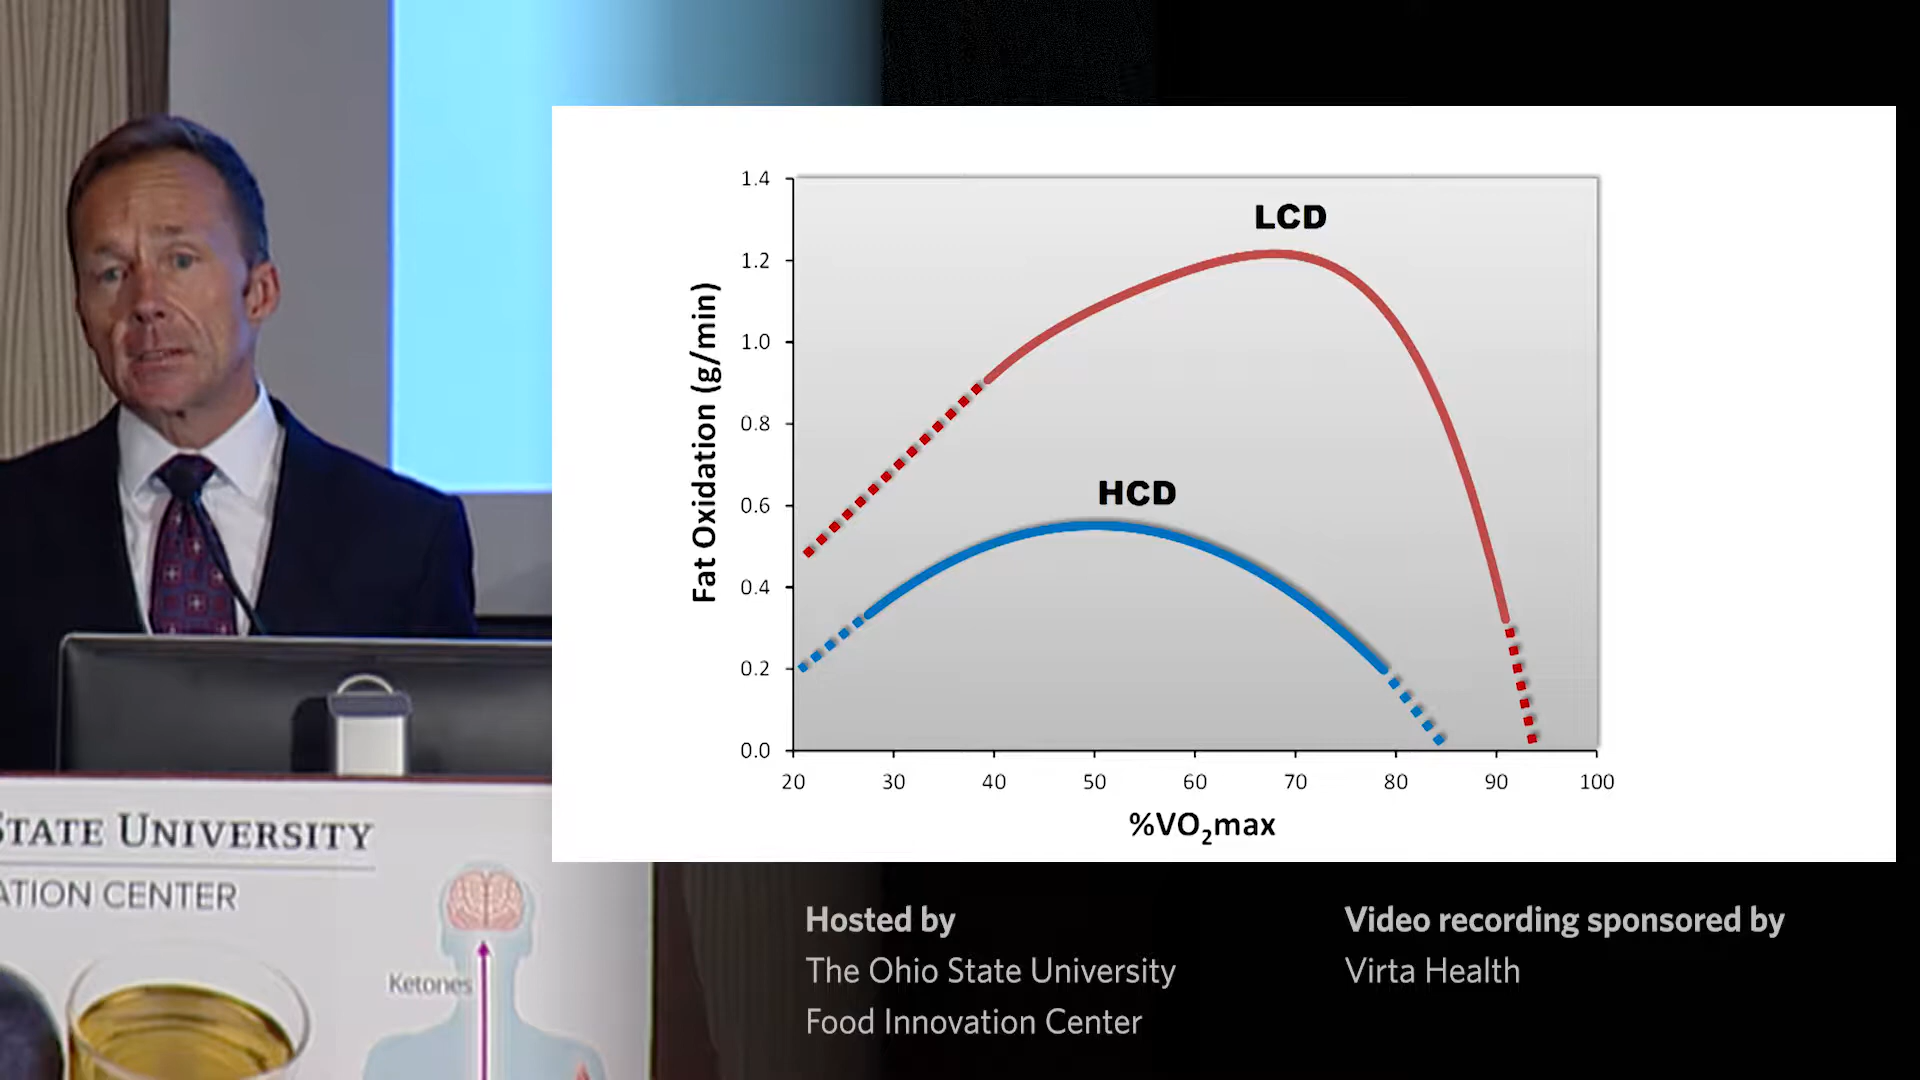 1.4
1.2
1.0
0.8
0.6
0.4
0.2
0.0
Fat Oxidation (g/min)
LCD
HCD
20 30 40 50 60 70 80 90 100
%VO₂max
STATE UNIVERSITY
CENTER
Ketones
Hosted by
The Ohio State University
Food Innovation Center
Video recording sponsored by
Virta Health